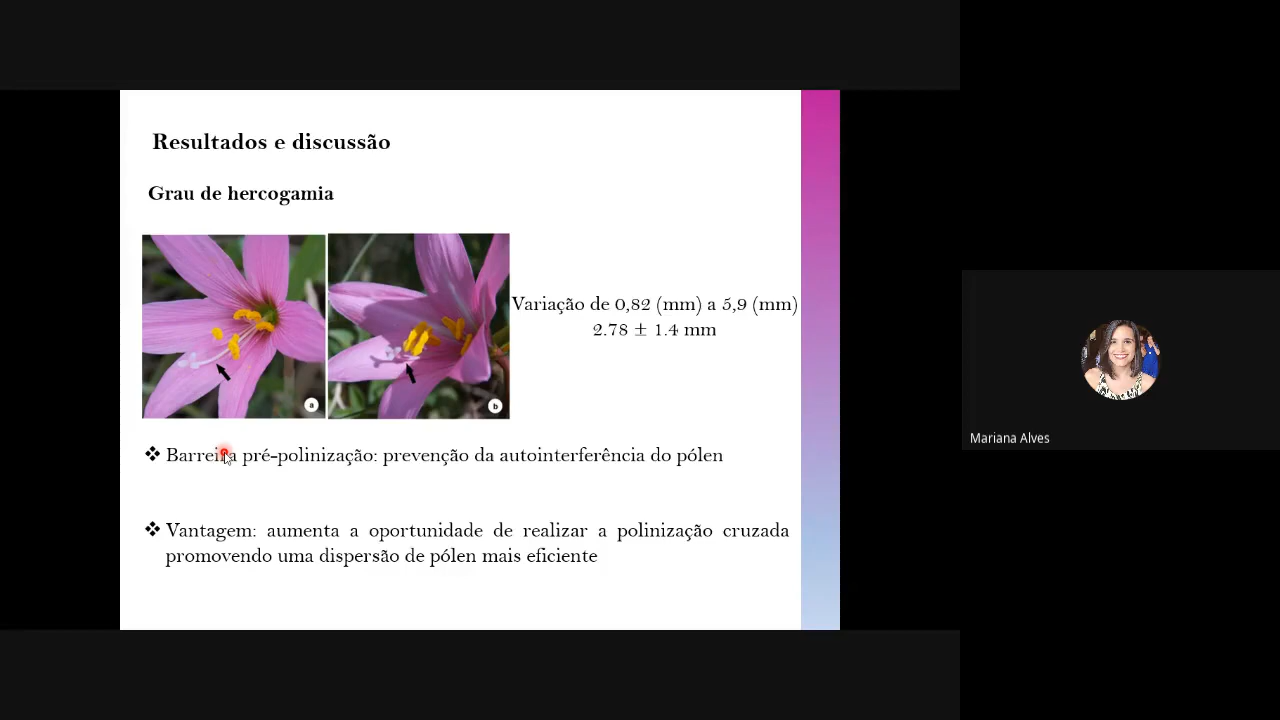 Resultados e discussão
Grau de hercogamia
a
b
Variação de 0,82 (mm) a 5,9 (mm)
2.78 ± 1.4 mm
❖ Barreira pré-polinização: prevenção da autointerferência do pólen
❖ Vantagem: aumenta a oportunidade de realizar a polinização cruzada
promovendo uma dispersão de pólen mais eficiente
Mariana Alves